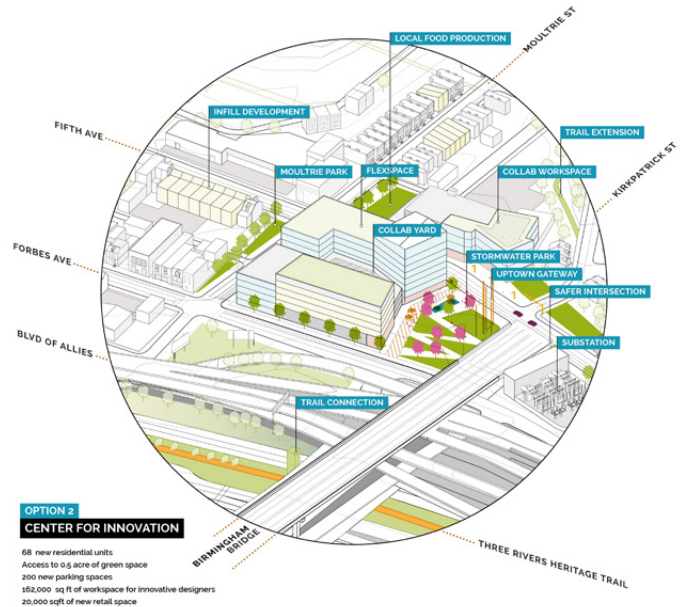 MOULTRIE ST
LOCAL FOOD PRODUCTION
INFILL DEVELOPMENT
FIFTH AVE
TRAIL EXTENSION
KIRKPATRICK ST
MOULTRIE PARK
FLEXSPACE
COLLAB WORKSPACE
COLLAB YARD
FORBES AVE
STORMWATER PARK
UPTOWN GATEWAY
SAFER INTERSECTION
BLVD OF ALLIES
SUBSTATION
TRAIL CONNECTION
OPTION 2
CENTER FOR INNOVATION
68 new residential units
Access to 0.5 acre of green space
200 new parking spaces
162,000 sq ft of workspace for innovative designers
20,000 sqft of new retail space
BIRMINGHAM
BRIDGE
THREE RIVERS HERITAGE TRAIL